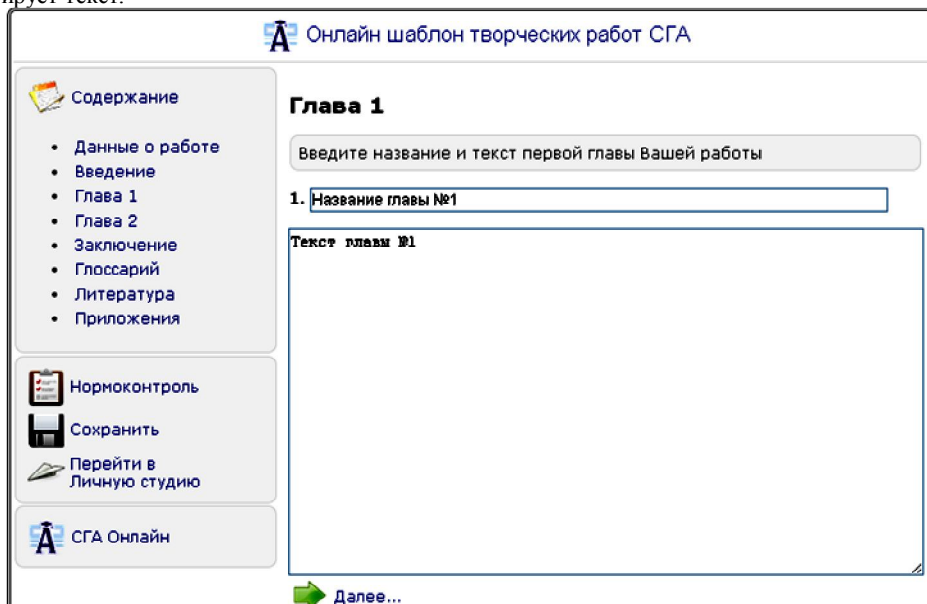 ирует текст.
Онлайн шаблон творческих работ СГА
Содержание
• Данные о работе
• Введение
• Глава 1
• Глава 2
• Заключение
• Глоссарий
• Литература
• Приложения
Нормоконтроль
Сохранить
Перейти в
Личную студию
СГА Онлайн
Глава 1
Введите название и текст первой главы Вашей работы
1. Название главы №1
Текст главы №1
Далее...